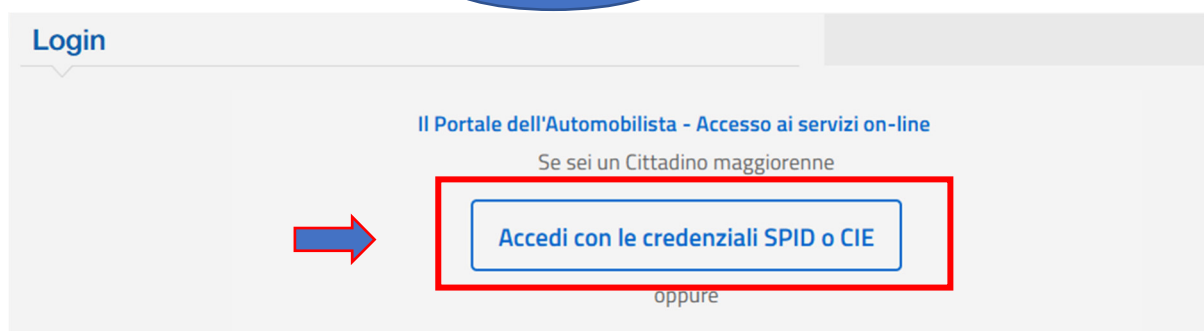 Login
Il Portale dell'Automobilista - Accesso ai servizi on-line
Se sei un Cittadino maggiorenne
Accedi con le credenziali SPID o CIE
oppure